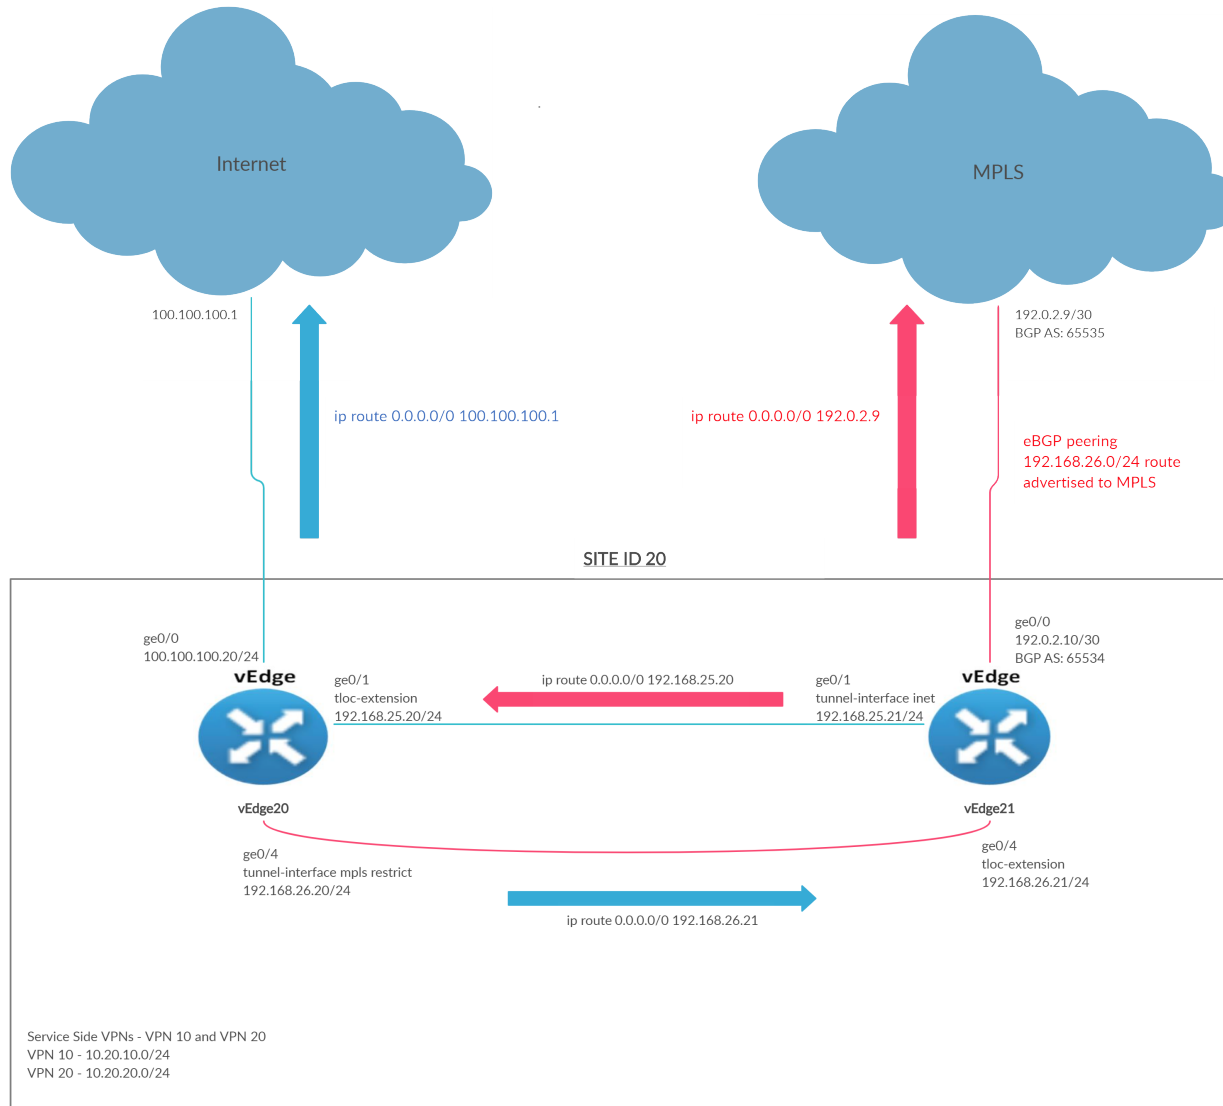 Internet
MPLS
100.100.100.1
192.0.2.9/30
BGP AS: 65535
ip route 0.0.0.0/0 100.100.100.1
ip route 0.0.0.0/0 192.0.2.9
eBGP peering
192.168.26.0/24 route
advertised to MPLS
SITE ID 20
ge0/0
100.100.100.20/24
ge0/0
192.0.2.10/30
BGP AS: 65534
vEdge
ge0/1
tloc-extension
192.168.25.20/24
ip route 0.0.0.0/0 192.168.25.20
ge0/1
tunnel-interface inet
192.168.25.21/24
vEdge
vEdge20
vEdge21
ge0/4
tunnel-interface mpls restrict
192.168.26.20/24
ge0/4
tloc-extension
192.168.26.21/24
ip route 0.0.0.0/0 192.168.26.21
Service Side VPNs - VPN 10 and VPN 20
VPN 10 - 10.20.10.0/24
VPN 20 - 10.20.20.0/24